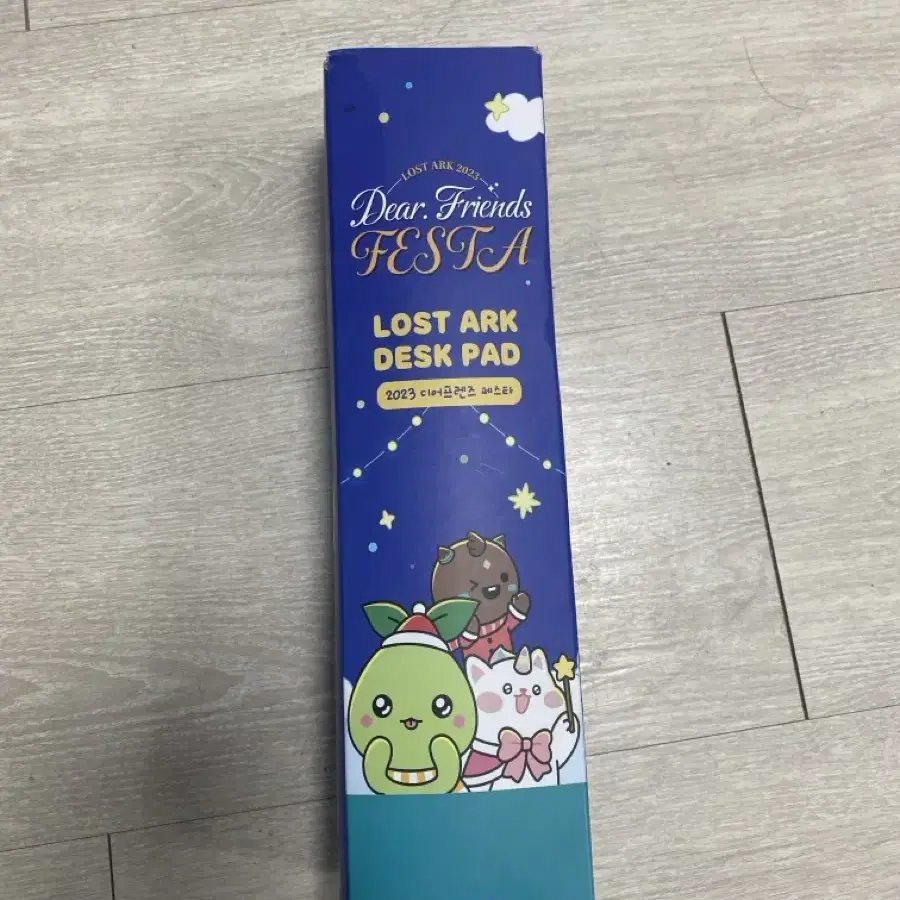 LOST ARK 2023
Dear. Friends
FESTA
LOST ARK
DESK PAD
2023 디어프렌즈 페스타